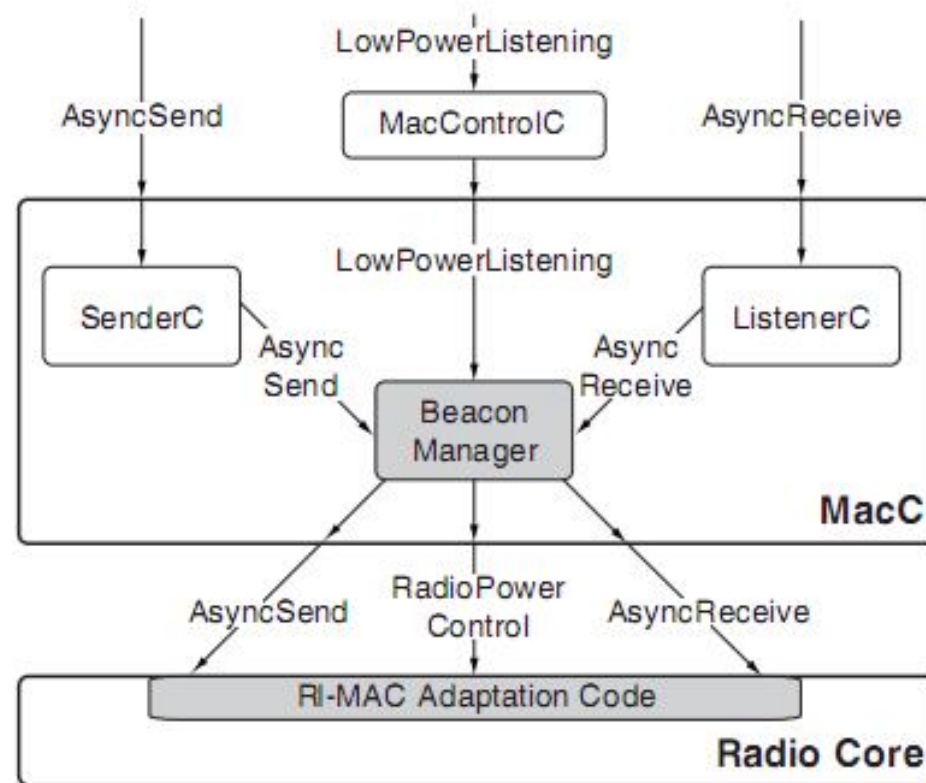 LowPowerListening
AsyncSend
MacControlC
AsyncReceive
LowPowerListening
SenderC
ListenerC
Async
Send
Async
Receive
Beacon
Manager
MacC
AsyncSend
RadioPower
Control
AsyncReceive
RI-MAC Adaptation Code
Radio Core